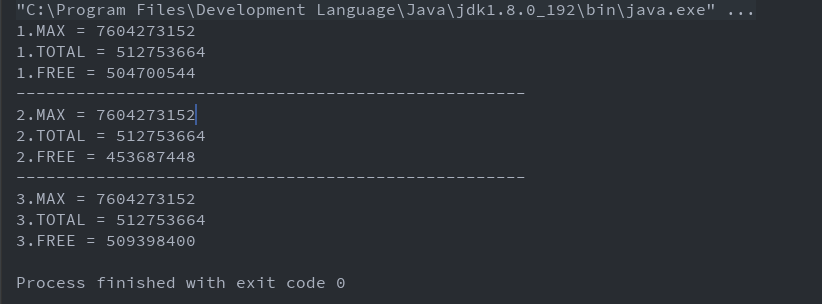 "C:\Program Files\Development Language\Java\jdk1.8.0_192\bin\java.exe" ...
1.MAX = 7604273152
1.TOTAL = 512753664
1.FREE = 504700544
---------------------------------------------------
2.MAX = 7604273152
2.TOTAL = 512753664
2.FREE = 453687448
---------------------------------------------------
3.MAX = 7604273152
3.TOTAL = 512753664
3.FREE = 509398400
Process finished with exit code 0